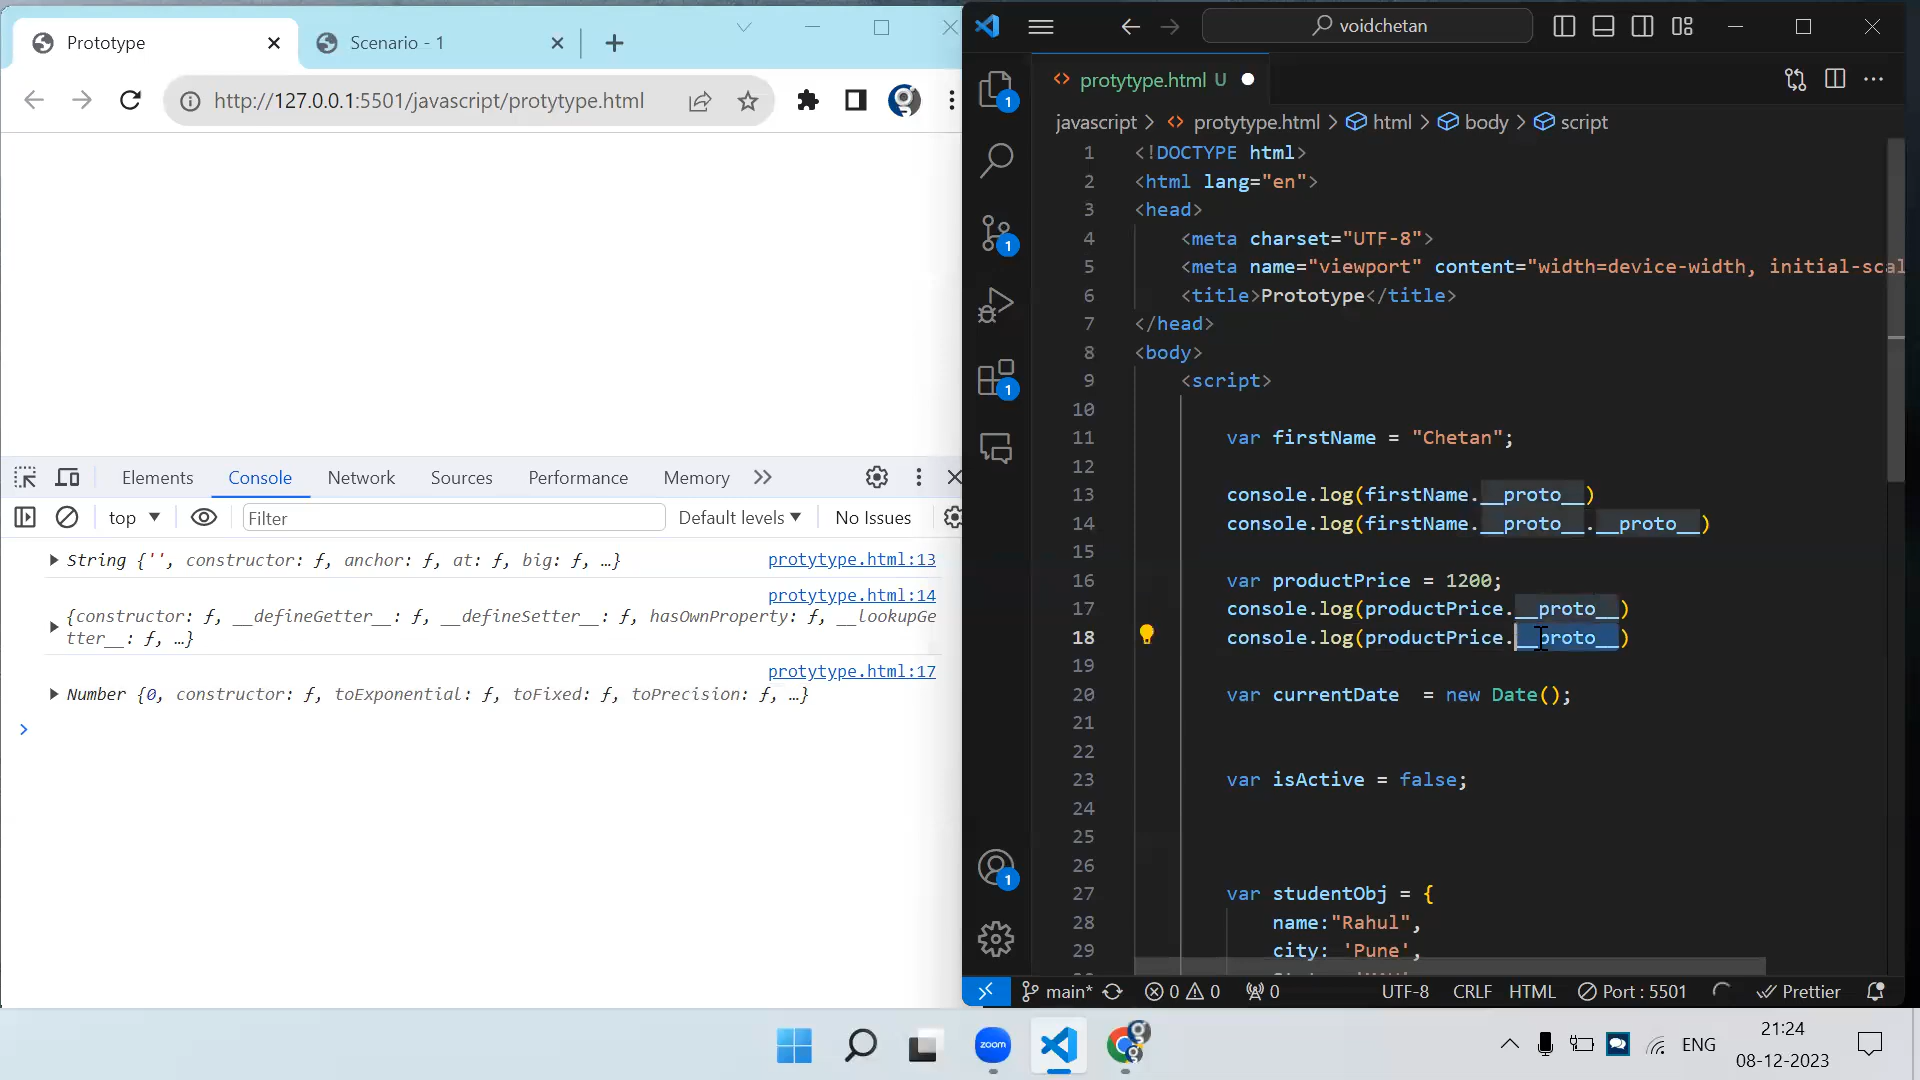 Prototype
Scenario - 1
http://127.0.0.1:5501/javascript/protytype.html
Elements
Console
Network
Sources
Performance
Memory
top
Filter
Default levels
No Issues
String {'', constructor: ƒ, anchor: ƒ, at: ƒ, big: ƒ, …}
protytype.html:13
protytype.html:14
{constructor: ƒ, __defineGetter__: ƒ, __defineSetter__: ƒ, hasOwnProperty: ƒ, __lookupGe
tter__: ƒ, …}
protytype.html:17
Number {0, constructor: ƒ, toExponential: ƒ, toFixed: ƒ, toPrecision: ƒ, …}
voidchetan
protytype.html U
javascript > protytype.html > html > body > script
1 <!DOCTYPE html>
2 <html lang="en">
3 <head>
4 <meta charset="UTF-8">
5 <meta name="viewport" content="width=device-width, initial-scal
6 <title>Prototype</title>
7 </head>
8 <body>
9 <script>
10
11 var firstName = "Chetan";
12
13 console.log(firstName.__proto__)
14 console.log(firstName.__proto__.__proto__)
15
16 var productPrice = 1200;
17 console.log(productPrice.__proto__)
18 console.log(productPrice.__proto__)
19
20 var currentDate = new Date();
21
22
23 var isActive = false;
24
25
26
27 var studentObj = {
28 name:"Rahul",
29 city: 'Pune',
1
1
1
1
main*
0
0
0
UTF-8
CRLF
HTML
Port : 5501
Prettier
zoom
ENG
21:24
08-12-2023